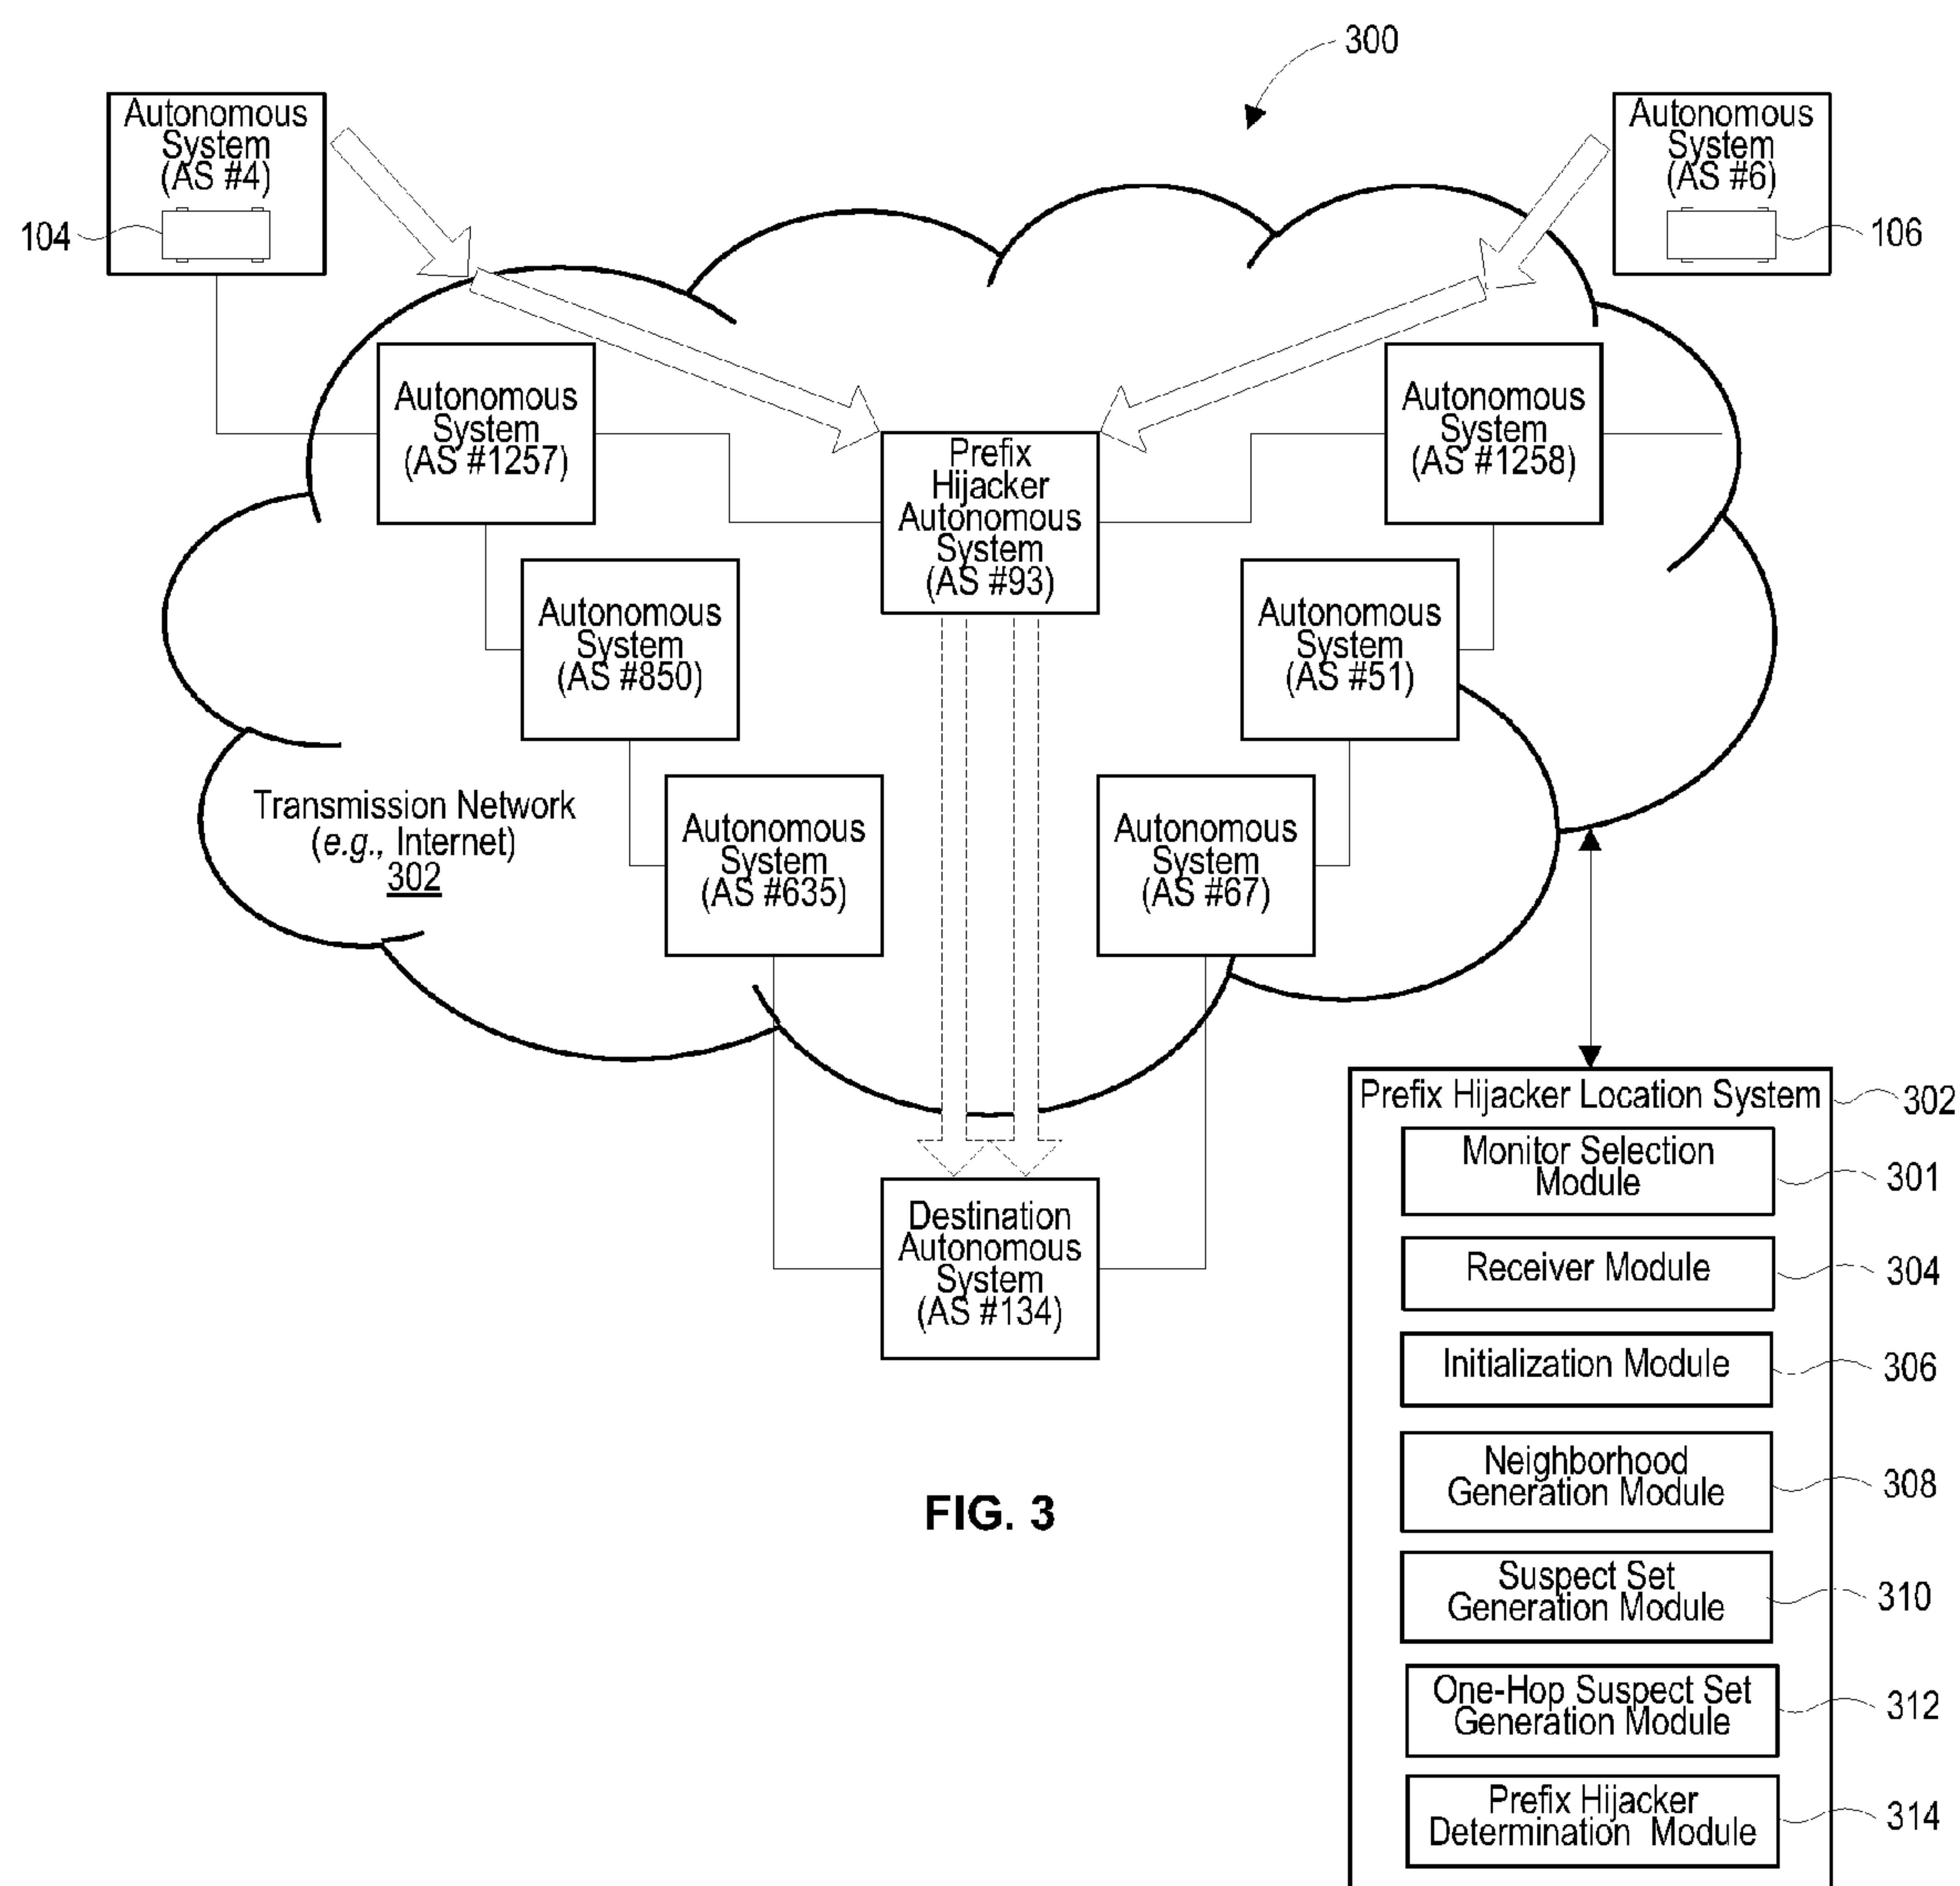 300
Autonomous
System
(AS #4)
104
Autonomous
System
(AS #6)
106
Autonomous
System
(AS #1257)
Prefix
Hijacker
Autonomous
System
(AS #93)
Autonomous
System
(AS #1258)
Autonomous
System
(AS #850)
Autonomous
System
(AS #51)
Transmission Network
(e.g., Internet)
302
Autonomous
System
(AS #635)
Autonomous
System
(AS #67)
Destination
Autonomous
System
(AS #134)
Prefix Hijacker Location System
302
Monitor Selection
Module
301
Receiver Module
304
Initialization Module
306
Neighborhood
Generation Module
308
Suspect Set
Generation Module
310
One-Hop Suspect Set
Generation Module
312
Prefix Hijacker
Determination Module
314
FIG. 3